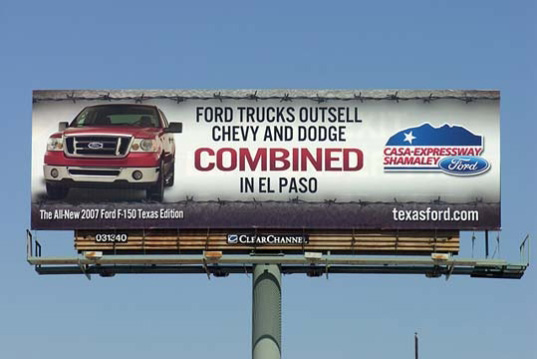 FORD TRUCKS OUTSELL
CHEVY AND DODGE
COMBINED
IN EL PASO
CASA-EXPRESSWAY
SHAMALEY Ford
The All-New 2007 Ford F-150 Texas Edition
texasford.com
031240
CLEARCHANNEL